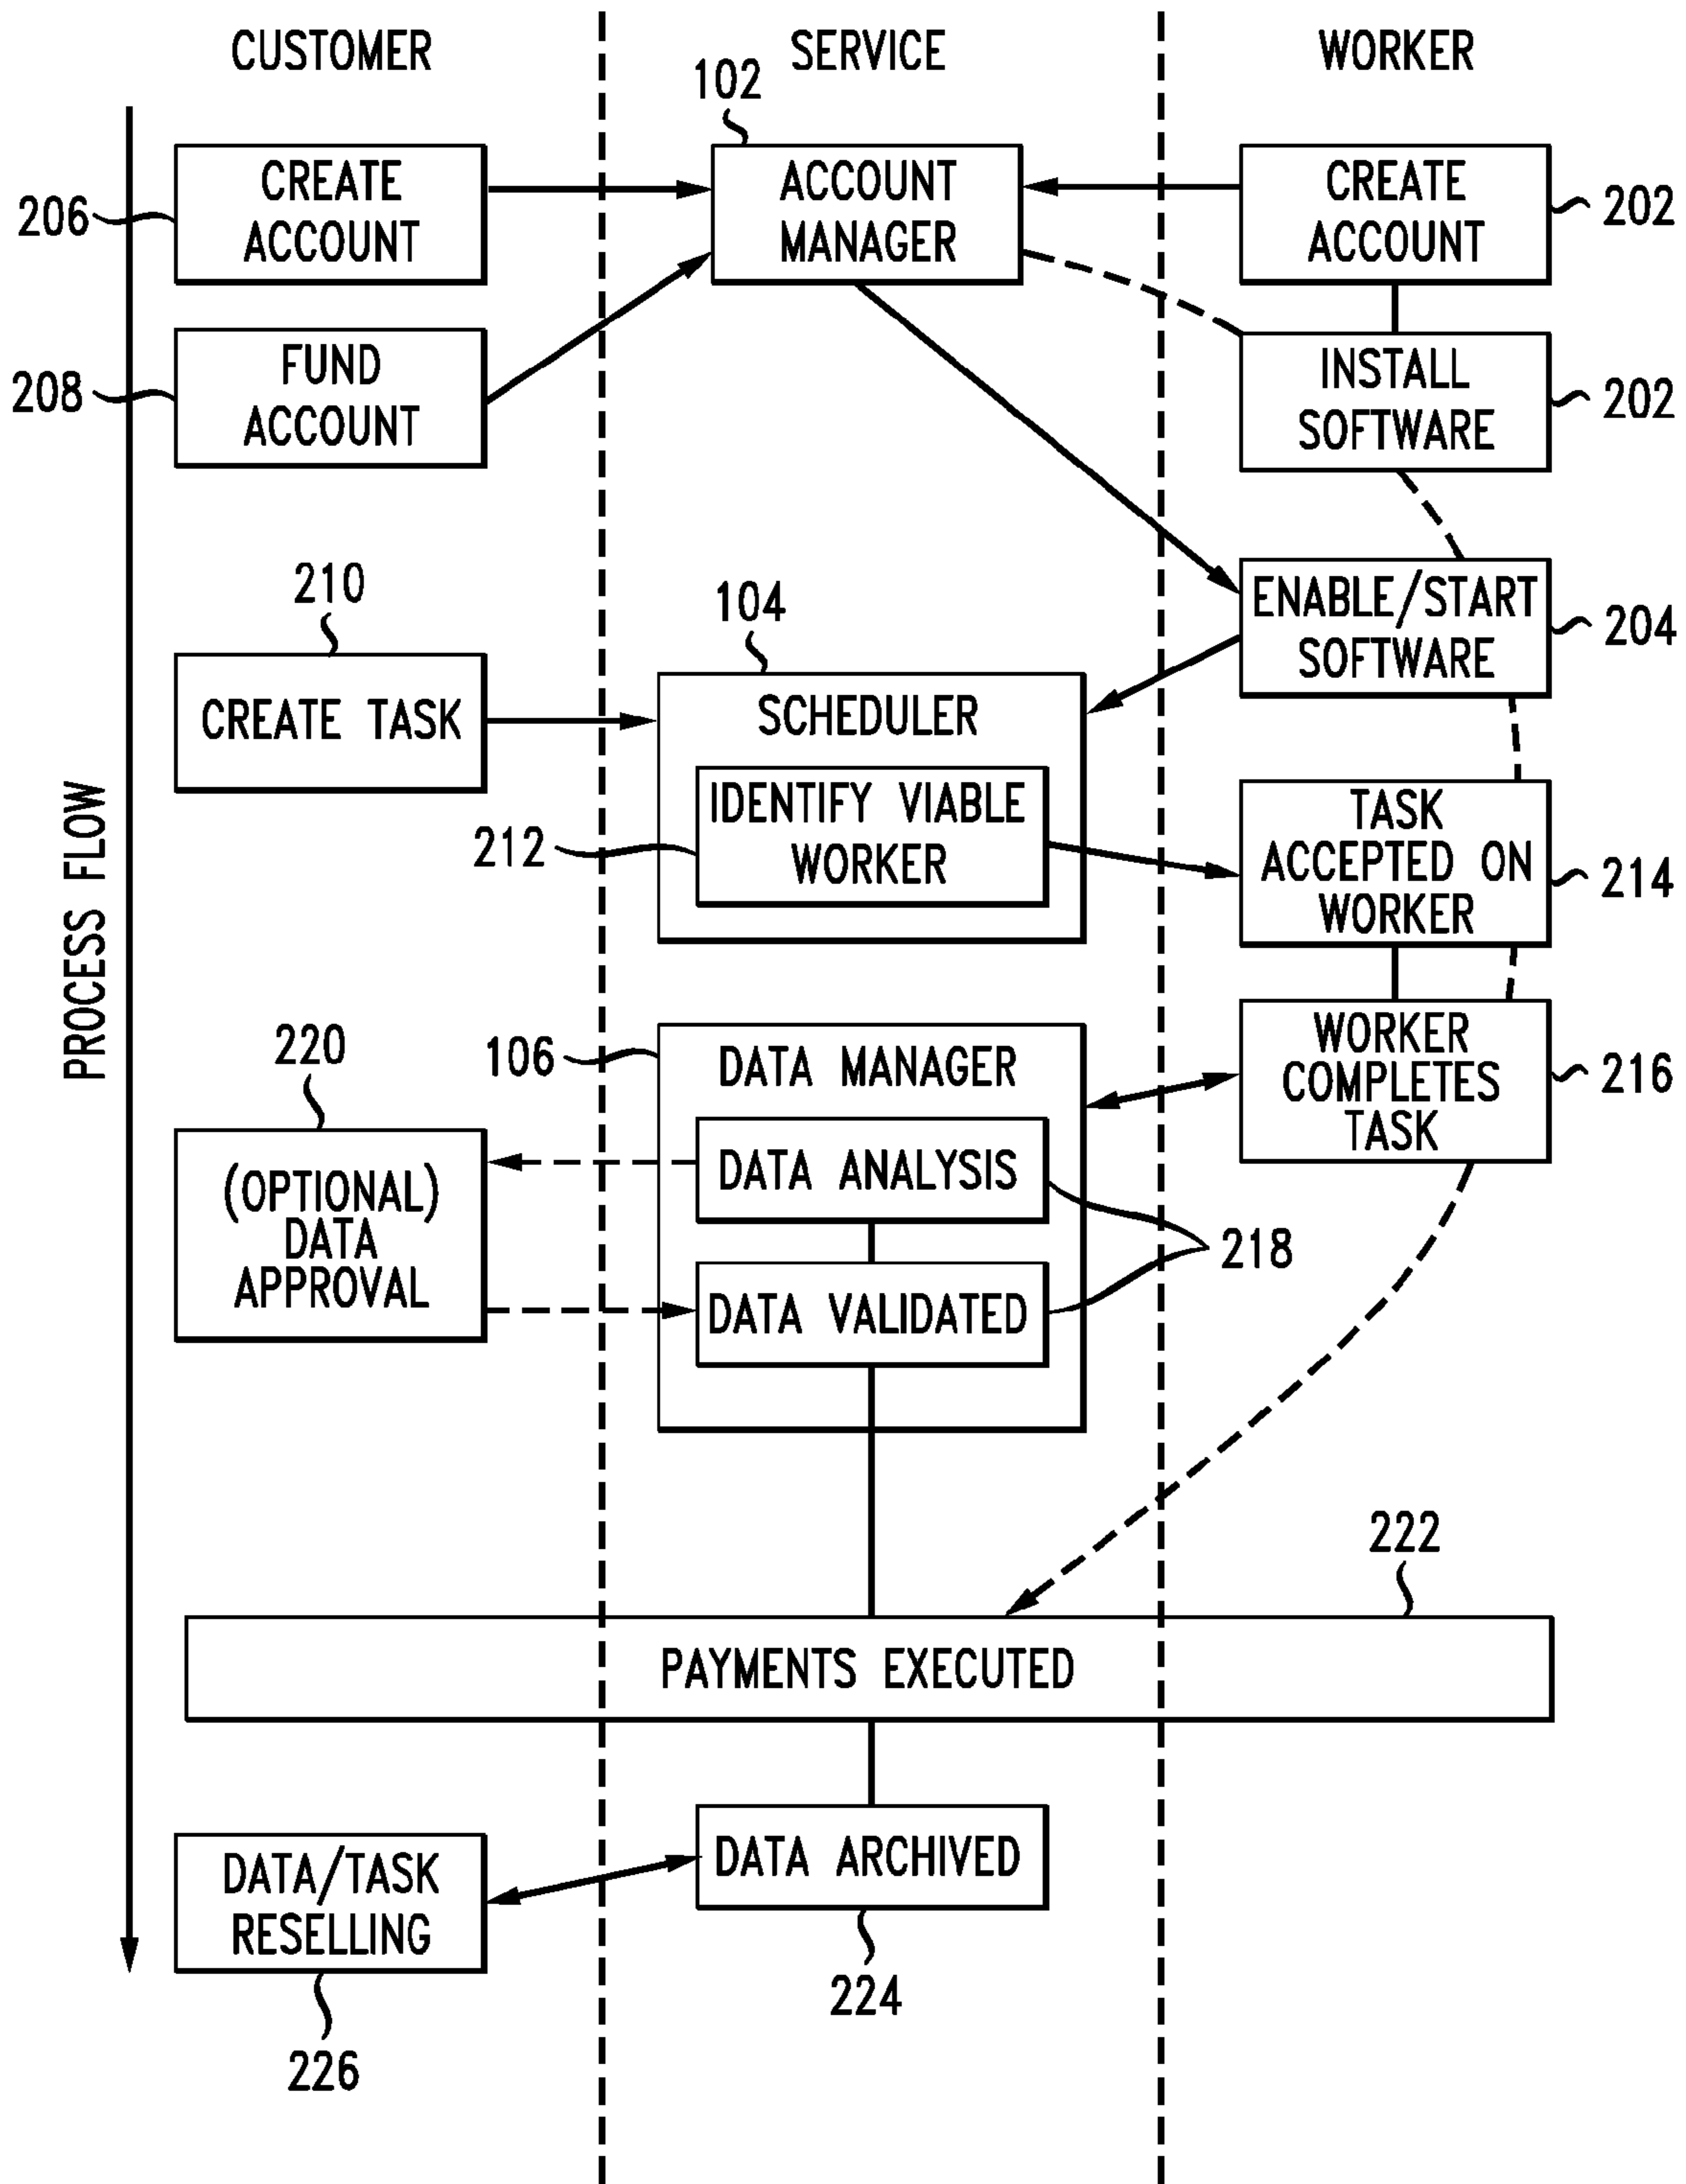 CUSTOMER
SERVICE
WORKER
102
CREATE
ACCOUNT
206
ACCOUNT
MANAGER
CREATE
ACCOUNT
202
FUND
ACCOUNT
208
INSTALL
SOFTWARE
202
210
CREATE TASK
104
SCHEDULER
IDENTIFY VIABLE
WORKER
212
ENABLE/START
SOFTWARE
204
TASK
ACCEPTED ON
WORKER
214
PROCESS FLOW
220
(OPTIONAL)
DATA
APPROVAL
106
DATA MANAGER
DATA ANALYSIS
DATA VALIDATED
218
WORKER
COMPLETES
TASK
216
222
PAYMENTS EXECUTED
DATA/TASK
RESELLING
226
DATA ARCHIVED
224